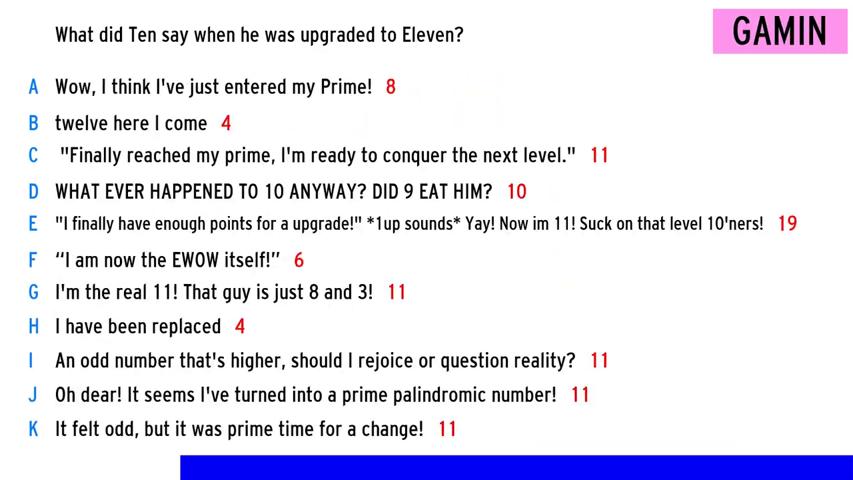 What did Ten say when he was upgraded to Eleven?
GAMIN
A Wow, I think I've just entered my Prime! 8
B twelve here I come 4
C "Finally reached my prime, I'm ready to conquer the next level." 11
D WHAT EVER HAPPENED TO 10 ANYWAY? DID 9 EAT HIM? 10
E "I finally have enough points for a upgrade!" *1up sounds* Yay! Now im 11! Suck on that level 10'ners! 19
F “I am now the EWOW itself!” 6
G I'm the real 11! That guy is just 8 and 3! 11
H I have been replaced 4
I An odd number that's higher, should I rejoice or question reality? 11
J Oh dear! It seems I've turned into a prime palindromic number! 11
K It felt odd, but it was prime time for a change! 11